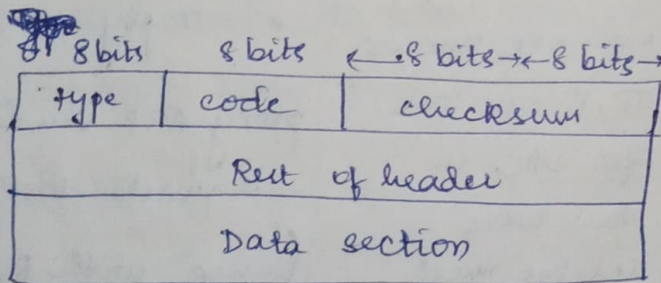 8 bits 8 bits 8 bits 8 bits
type code checksum
Rest of header
Data section